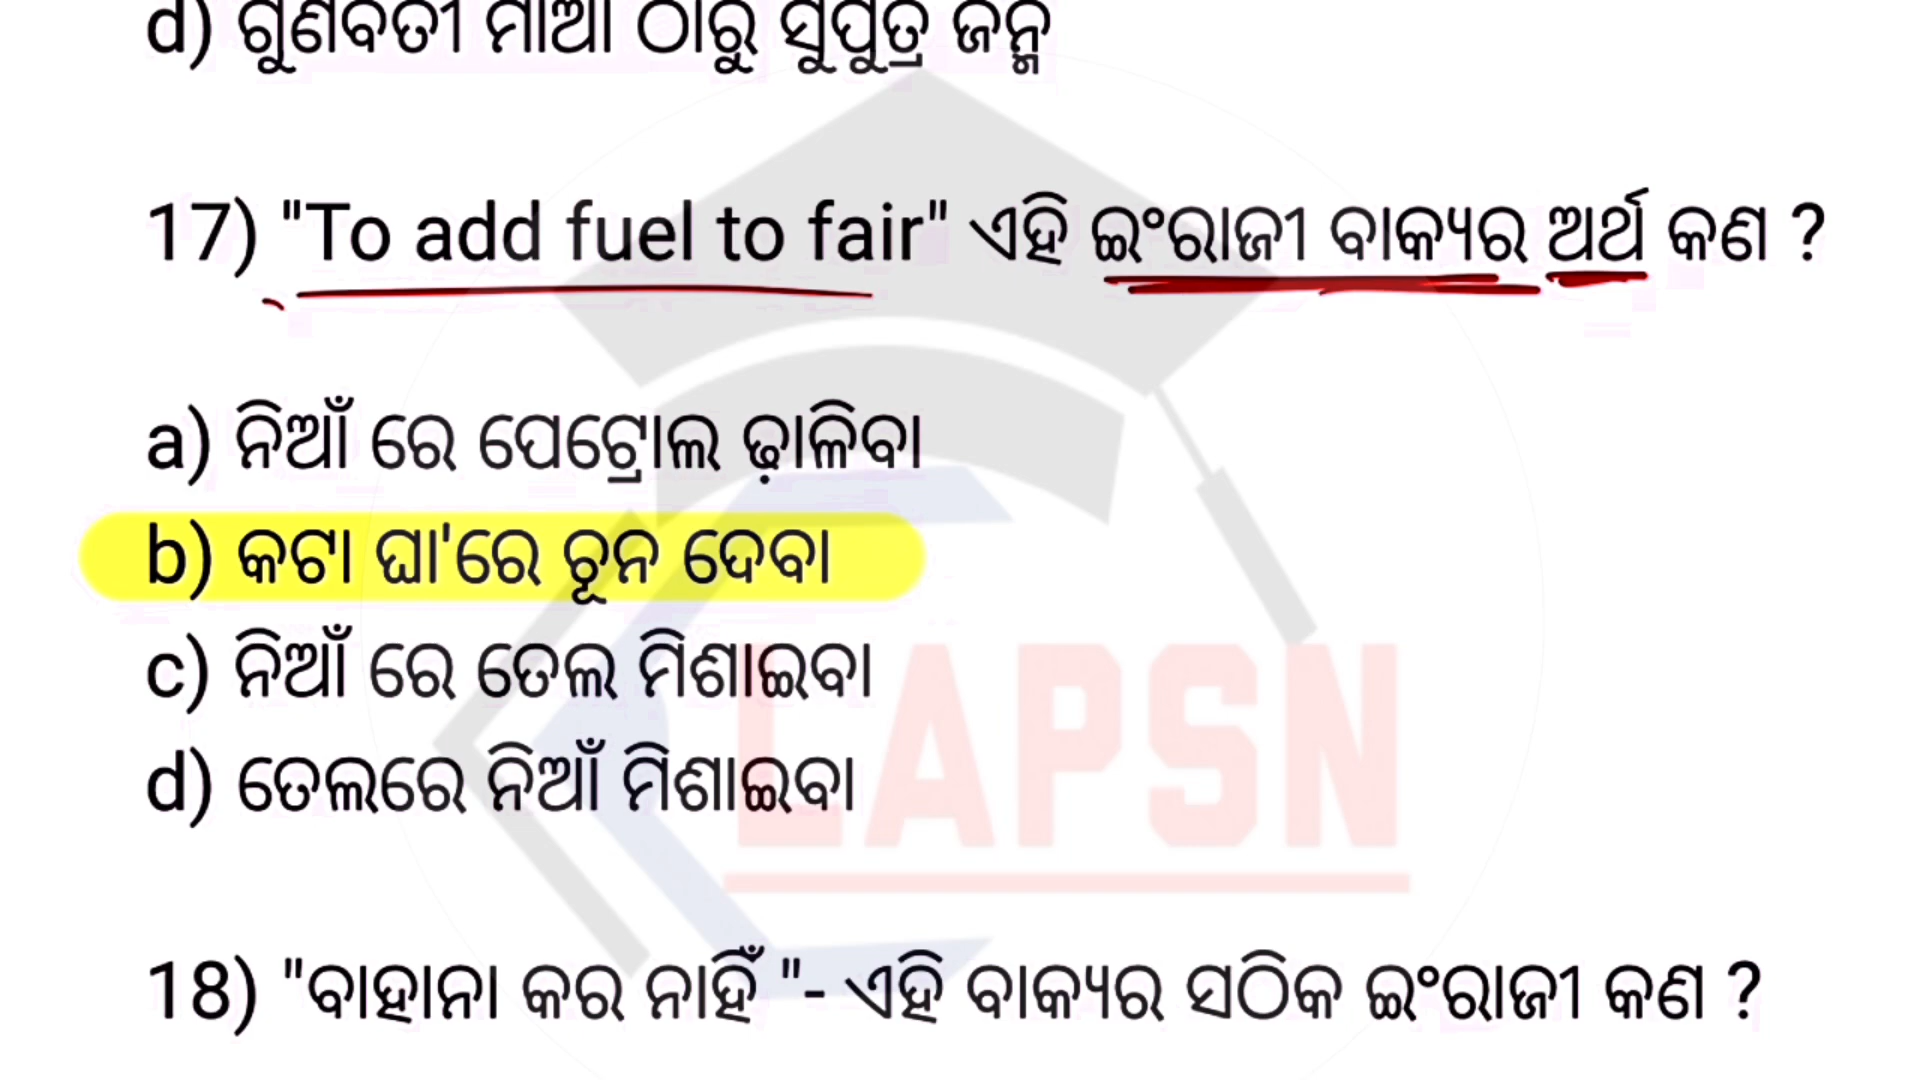 d) ଗୁଣବତୀ ମାଆ ଠାରୁ ସୁପୁତ୍ର ଜନ୍ମ
17) "To add fuel to fair" ଏହି ଇଂରାଜୀ ବାକ୍ୟର ଅର୍ଥ କଣ ?
a) ନିଆଁ ରେ ପେଟ୍ରୋଲ ଢ଼ାଳିବା
b) କଟା ଘା'ରେ ଚୂନ ଦେବା
c) ନିଆଁ ରେ ତେଲ ମିଶାଇବା
d) ତେଲରେ ନିଆଁ ମିଶାଇବା
LAPSN
18) "ବାହାନା କର ନାହିଁ "- ଏହି ବାକ୍ୟର ସଠିକ ଇଂରାଜୀ କଣ ?